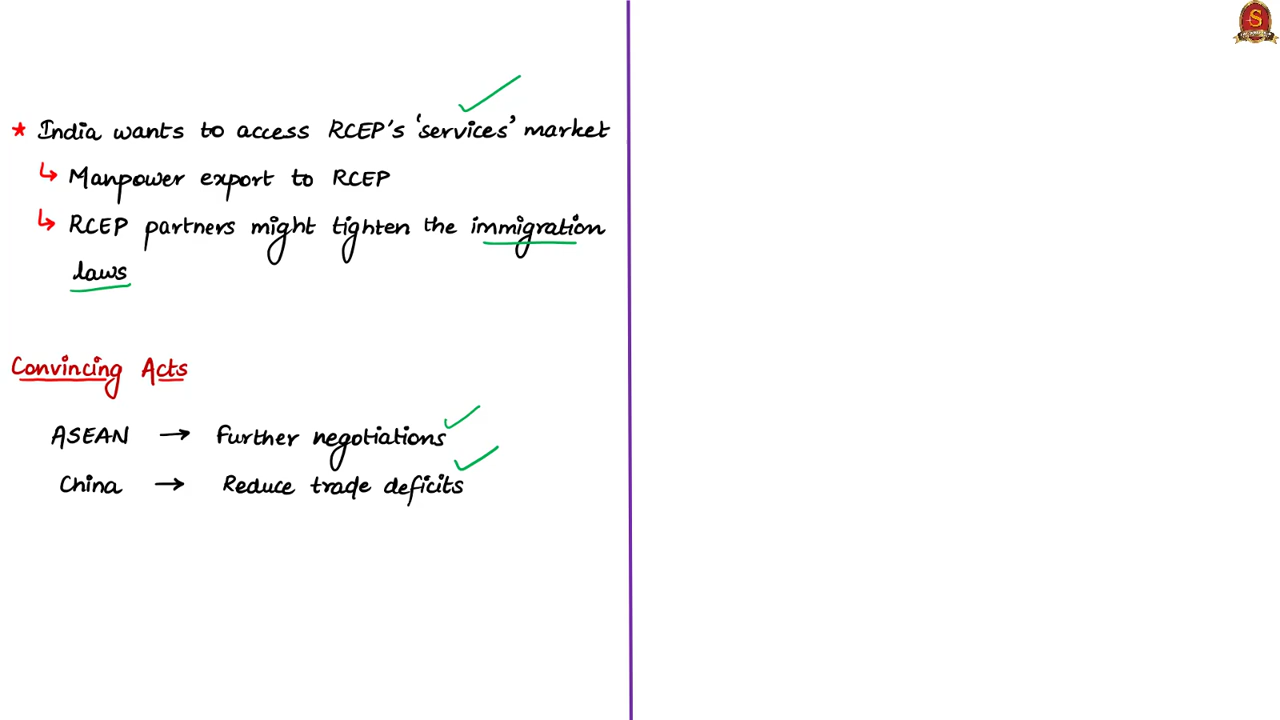 * India wants to access RCEP's 'services' market
↳ Manpower export to RCEP
↳ RCEP partners might tighten the immigration
laws
Convincing Acts
ASEAN → Further negotiations
China → Reduce trade deficits
S